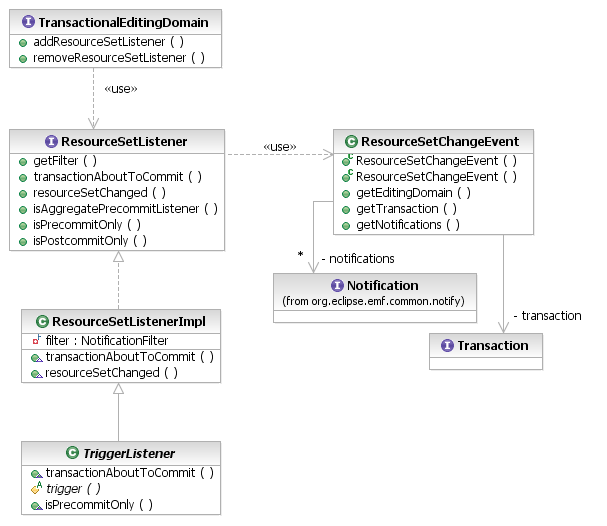 TransactionalEditingDomain
addResourceSetListener ( )
removeResourceSetListener ( )
«use»
ResourceSetListener
getFilter ( )
transactionAboutToCommit ( )
resourceSetChanged ( )
isAggregatePrecommitListener ( )
isPrecommitOnly ( )
isPostcommitOnly ( )
«use»
ResourceSetChangeEvent
ResourceSetChangeEvent ( )
ResourceSetChangeEvent ( )
getEditingDomain ( )
getTransaction ( )
getNotifications ( )
*
- notifications
Notification
(from org.eclipse.emf.common.notify)
- transaction
Transaction
ResourceSetListenerImpl
filter : NotificationFilter
transactionAboutToCommit ( )
resourceSetChanged ( )
TriggerListener
transactionAboutToCommit ( )
trigger ( )
isPrecommitOnly ( )